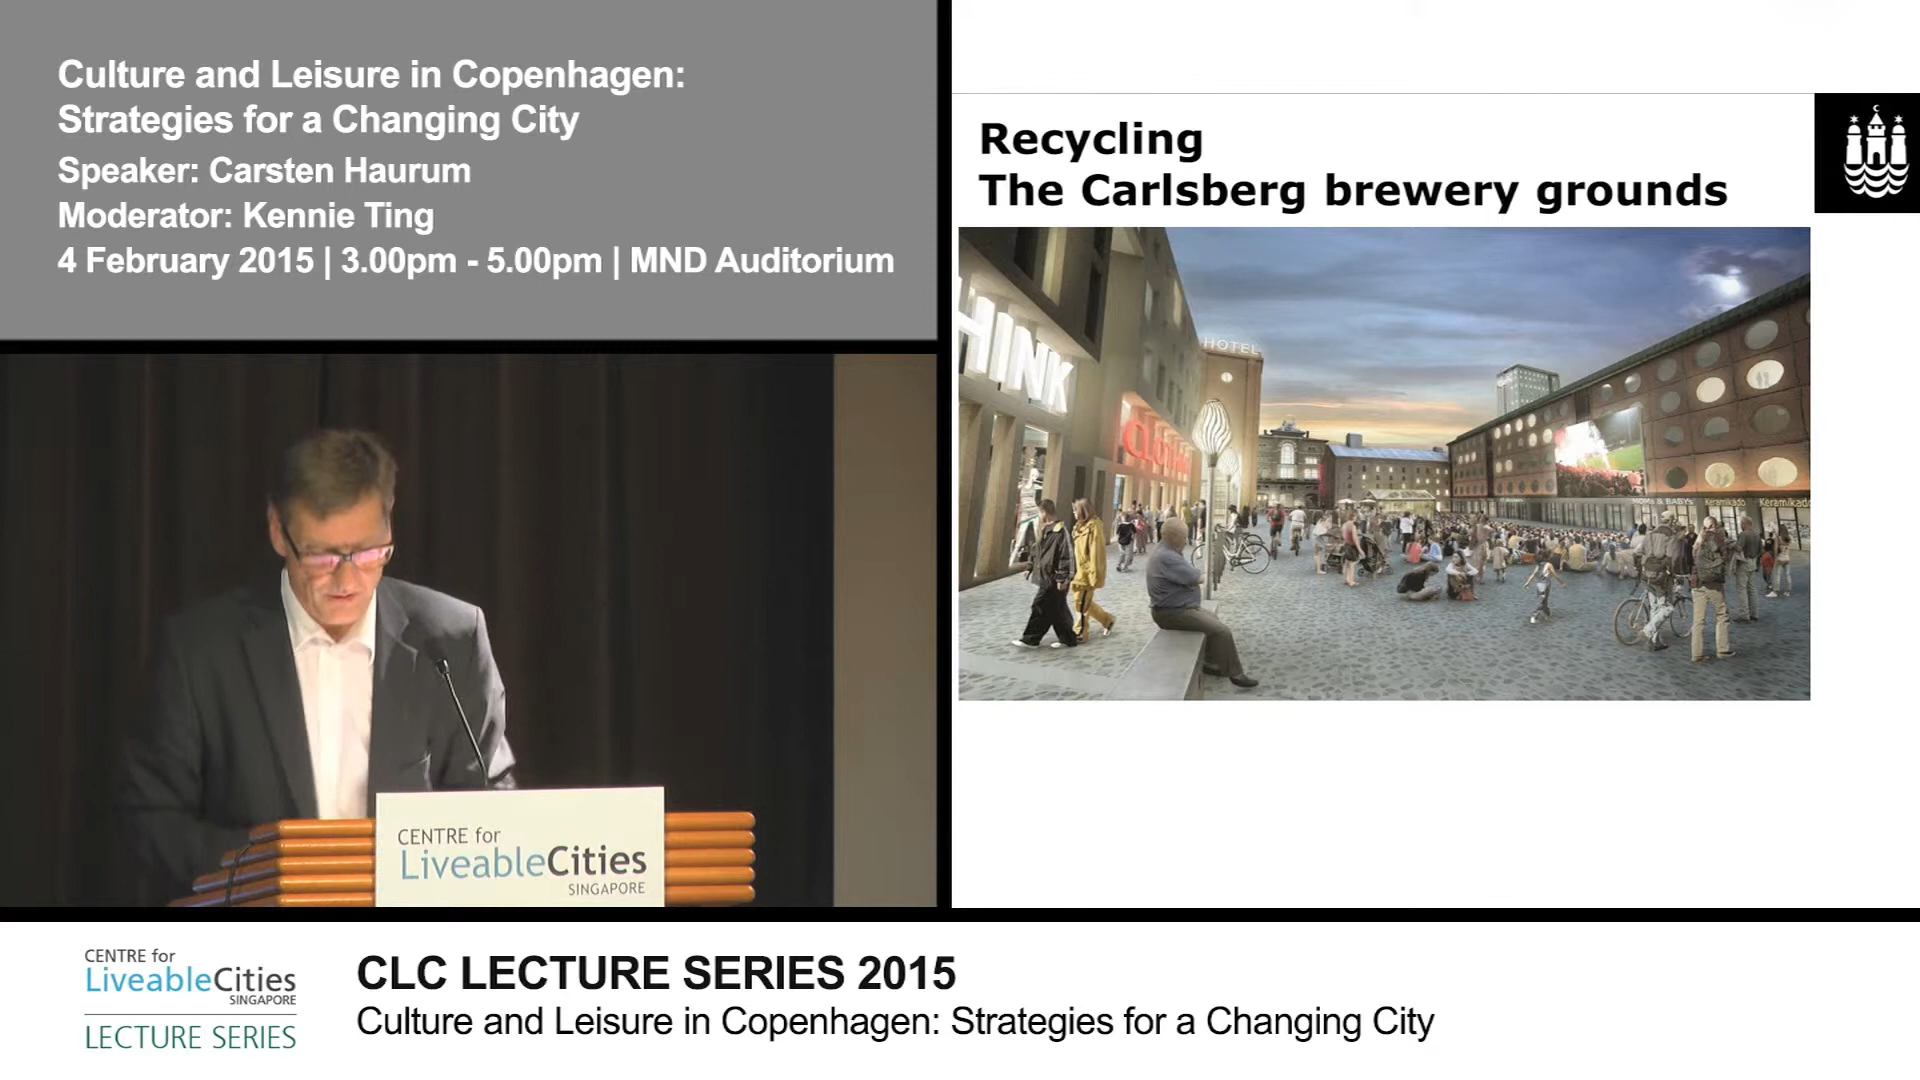 Culture and Leisure in Copenhagen:
Strategies for a Changing City
Speaker: Carsten Haurum
Moderator: Kennie Ting
4 February 2015 | 3.00pm - 5.00pm | MND Auditorium
Recycling
The Carlsberg brewery grounds
HINK
HOTEL
Keramikado
CENTRE for
LiveableCities
SINGAPORE
CENTRE for
LiveableCities
SINGAPORE
LECTURE SERIES
CLC LECTURE SERIES 2015
Culture and Leisure in Copenhagen: Strategies for a Changing City